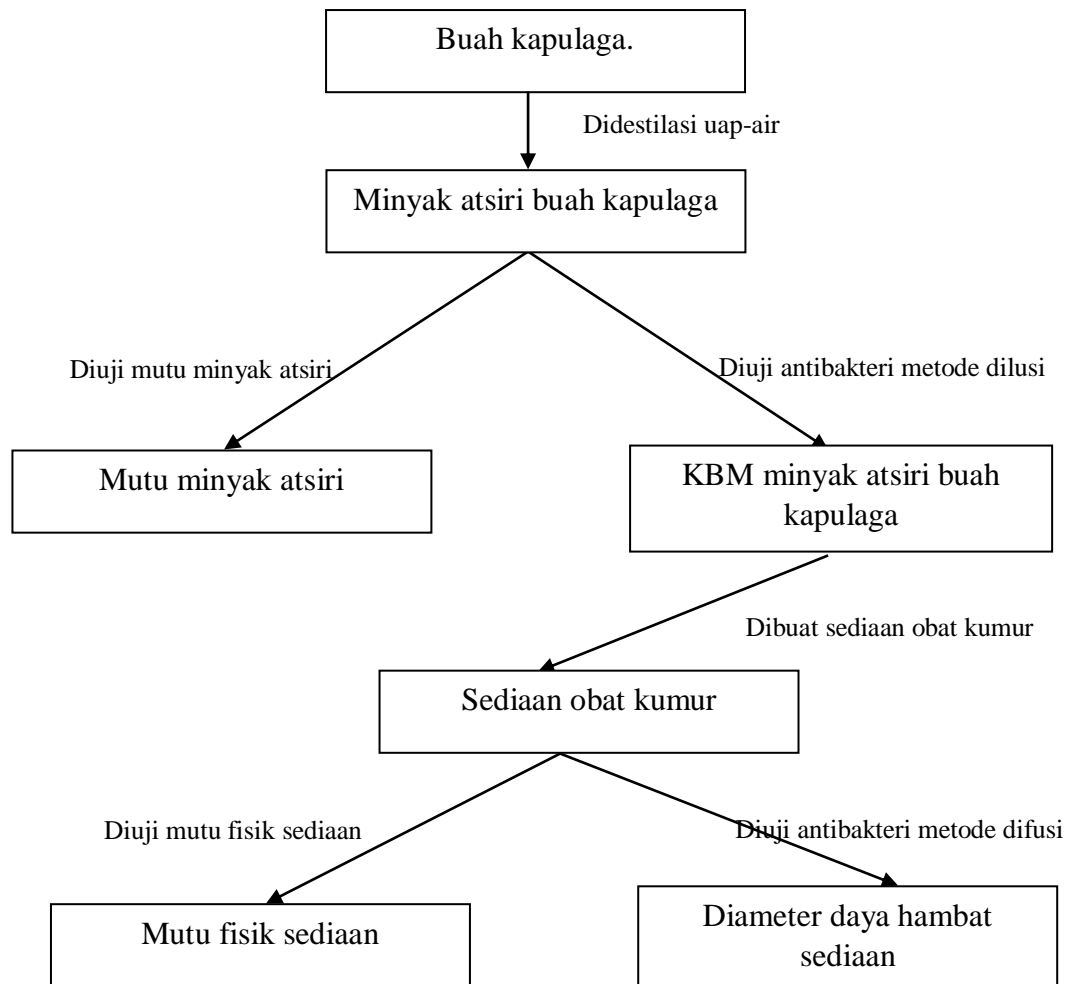 Buah kapulaga.
Didestilasi uap-air
Minyak atsiri buah kapulaga
Diuji mutu minyak atsiri
Diuji antibakteri metode dilusi
Mutu minyak atsiri
KBM minyak atsiri buah
kapulaga
Dibuat sediaan obat kumur
Sediaan obat kumur
Diuji mutu fisik sediaan
Diuji antibakteri metode difusi
Mutu fisik sediaan
Diameter daya hambat
sediaan